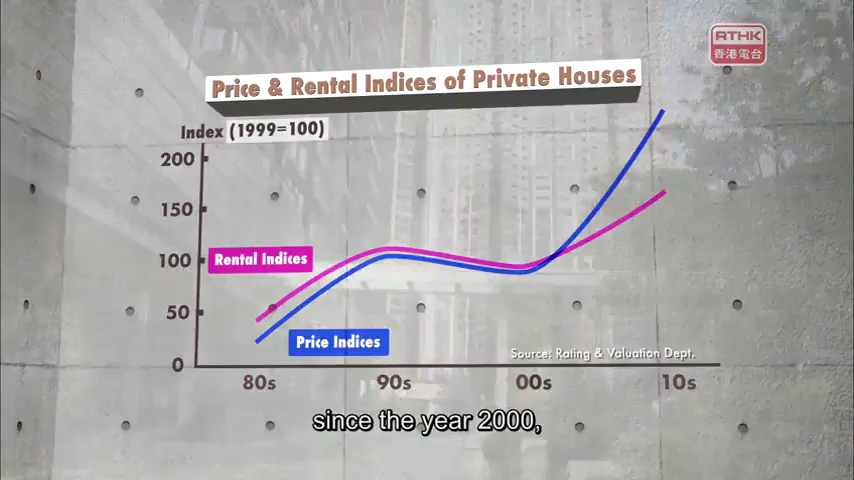 RTHK
香港電台
Price & Rental Indices of Private Houses
Index (1999=100)
200
150
100
50
0
Rental Indices
Price Indices
Source: Rating & Valuation Dept.
80s
90s
00s
10s
since the year 2000,